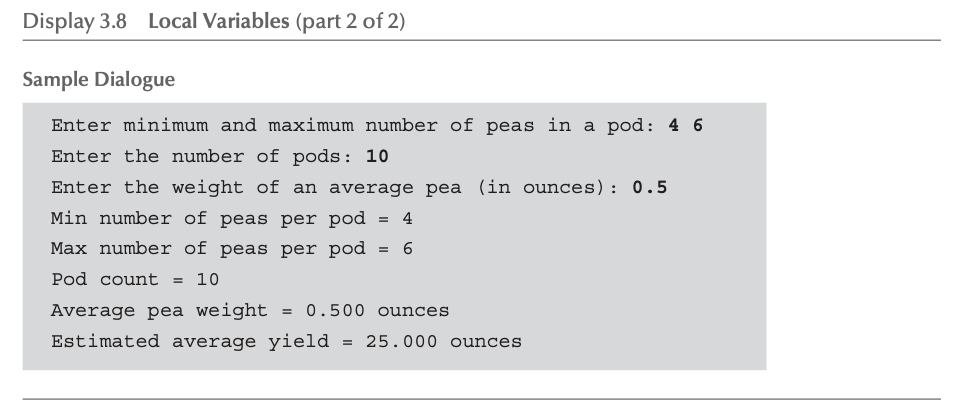 Display 3.8 Local Variables (part 2 of 2)
Sample Dialogue
Enter minimum and maximum number of peas in a pod: 4 6
Enter the number of pods: 10
Enter the weight of an average pea (in ounces): 0.5
Min number of peas per pod = 4
Max number of peas per pod = 6
Pod count = 10
Average pea weight = 0.500 ounces
Estimated average yield = 25.000 ounces